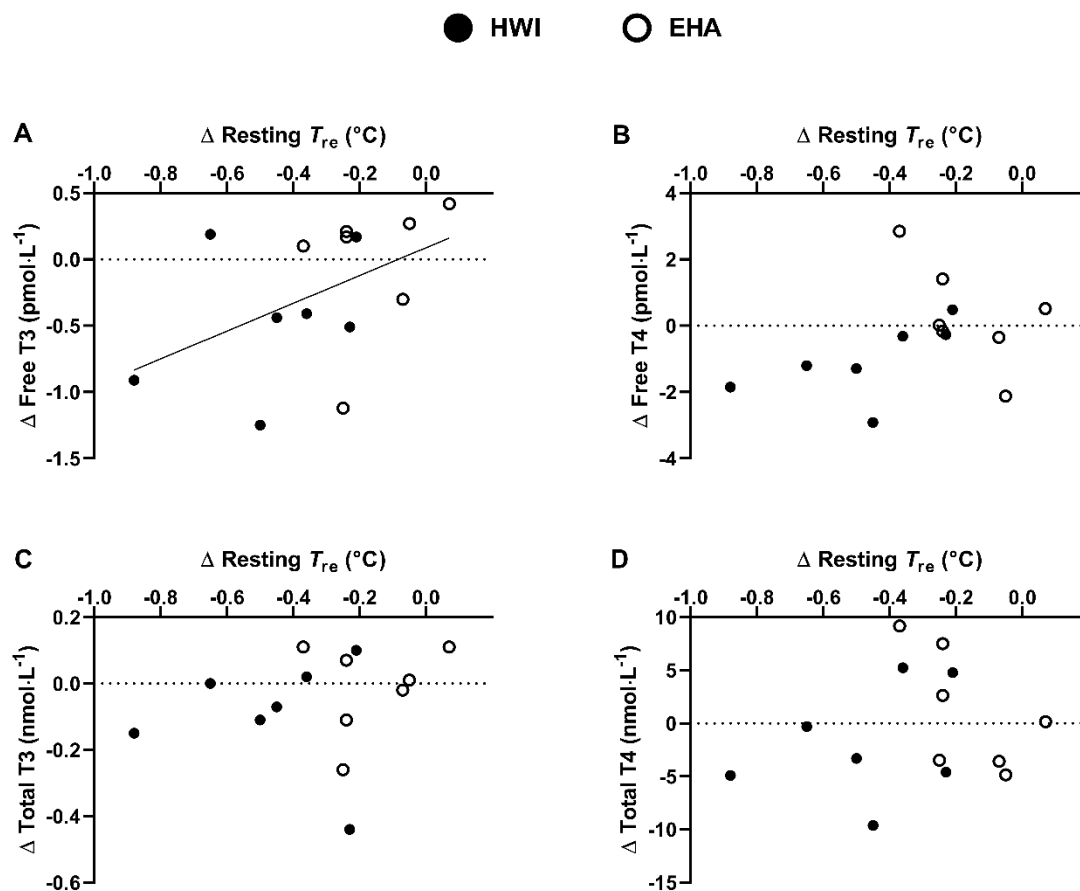 HWI EHA
A
Δ Resting Tre (°C)
-1.0 -0.8 -0.6 -0.4 -0.2 0.0
0.5
0.0
-0.5
-1.0
-1.5
Δ Free T3 (pmol·L⁻¹)
B
Δ Resting Tre (°C)
-1.0 -0.8 -0.6 -0.4 -0.2 0.0
4
2
0
-2
-4
Δ Free T4 (pmol·L⁻¹)
C
Δ Resting Tre (°C)
-1.0 -0.8 -0.6 -0.4 -0.2 0.0
0.2
0.0
-0.2
-0.4
-0.6
Δ Total T3 (nmol·L⁻¹)
D
Δ Resting Tre (°C)
-1.0 -0.8 -0.6 -0.4 -0.2 0.0
10
5
0
-5
-10
-15
Δ Total T4 (nmol·L⁻¹)